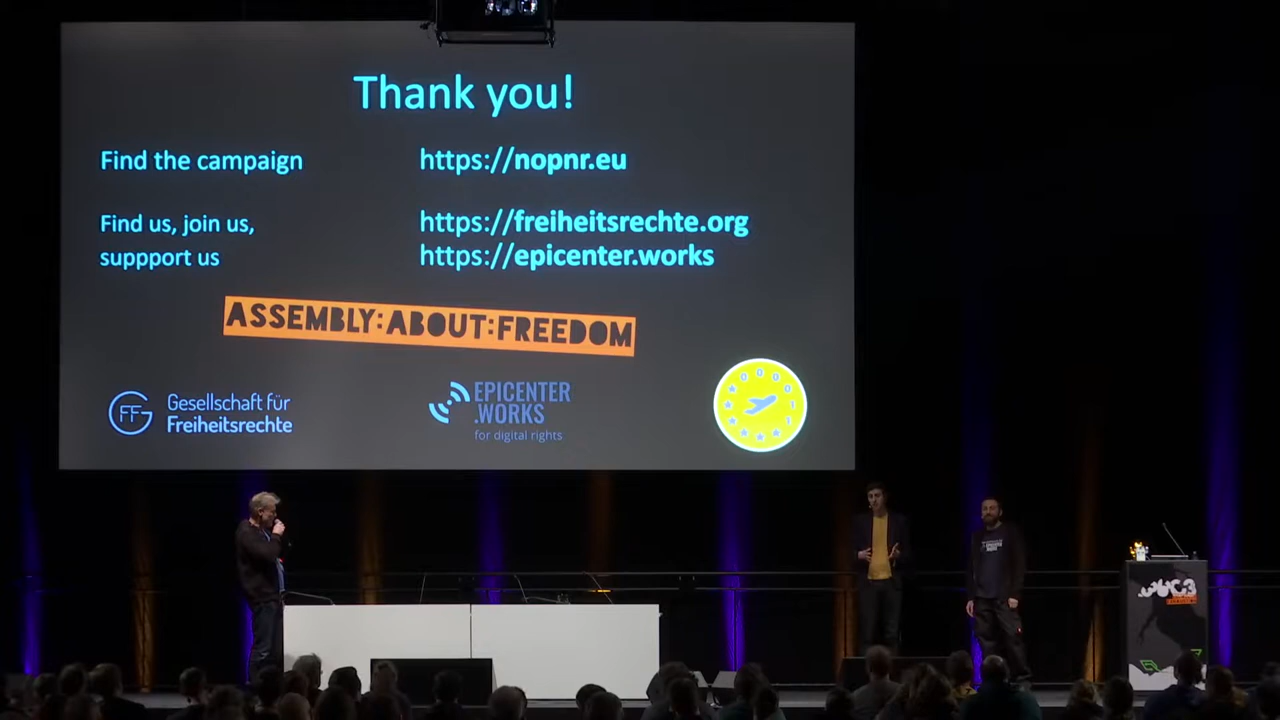 Thank you!
Find the campaign https://nopnr.eu
Find us, join us, https://freiheitsrechte.org
suppport us https://epicenter.works
ASSEMBLY:ABOUT:FREEDOM
GFF Gesellschaft für
Freiheitsrechte
EPICENTER
.WORKS
for digital rights